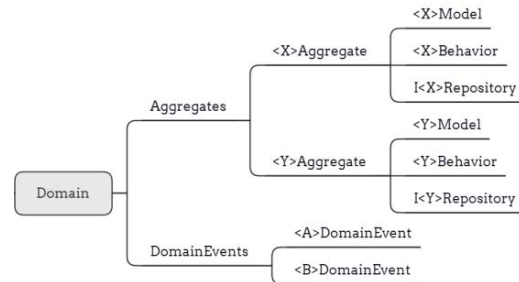 <X>Model
<X>Aggregate
<X>Behavior
I<X>Repository
Aggregates
<Y>Model
<Y>Aggregate
<Y>Behavior
I<Y>Repository
Domain
<A>DomainEvent
DomainEvents
<B>DomainEvent